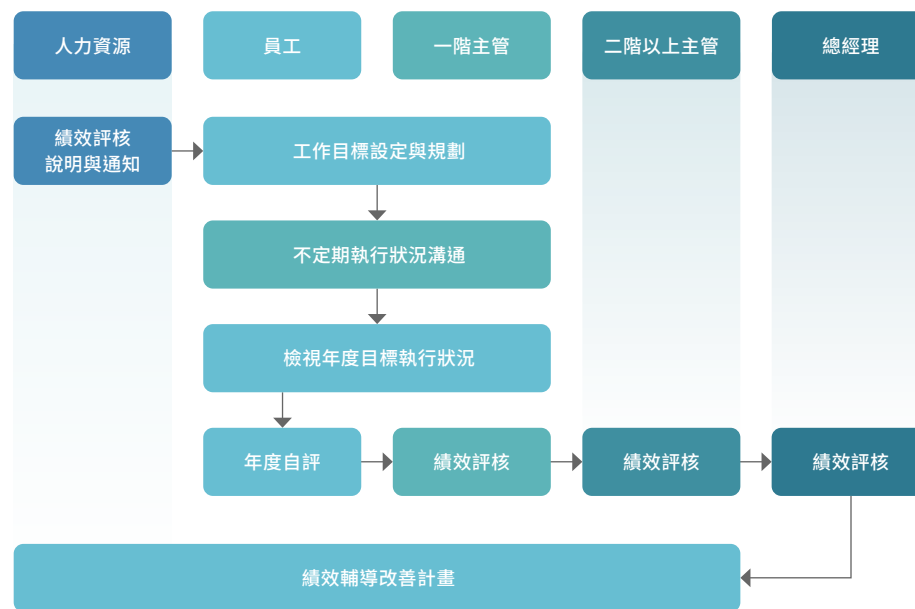 人力資源
員工
一階主管
二階以上主管
總經理
績效評核
說明與通知
工作目標設定與規劃
不定期執行狀況溝通
檢視年度目標執行狀況
年度自評
績效評核
績效評核
績效評核
績效輔導改善計畫